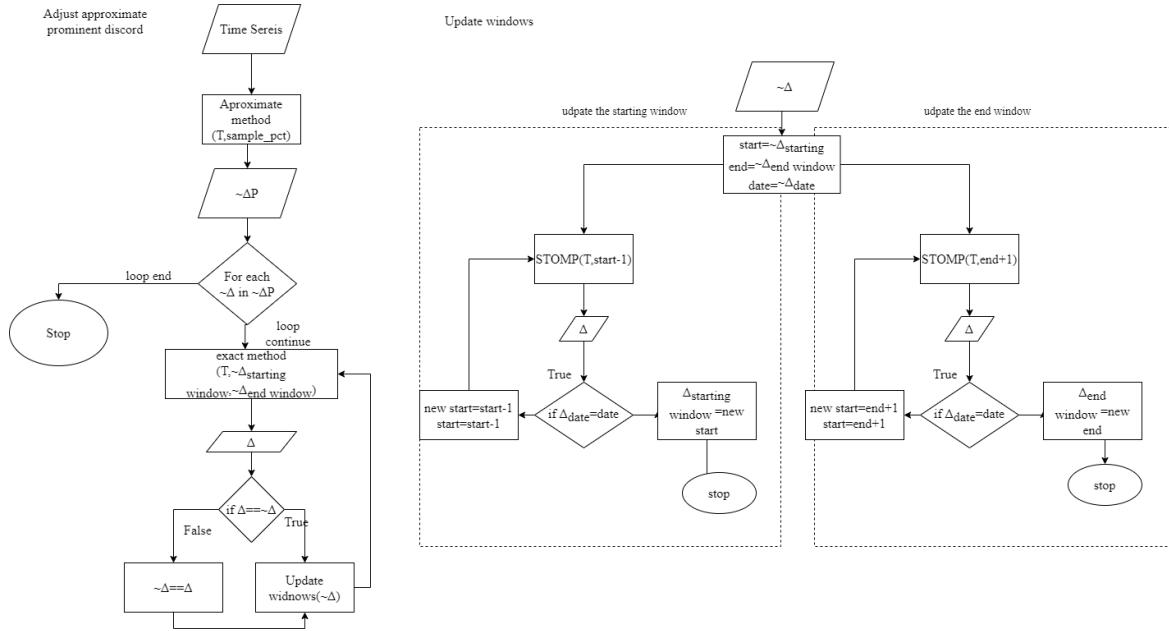 Adjust approximate
prominent discord
Time Sereis
Aproximate
method
(T,sample_pct)
~ΔP
For each
~Δ in ~ΔP
loop end
Stop
loop
continue
exact method
(T,~Δstarting
window,~Δend window)
Δ
if Δ==~Δ
False
True
~Δ==Δ
Update
widnows(~Δ)
Update windows
~Δ
udpate the starting window
udpate the end window
start=~Δstarting
end=~Δend window
date=~Δdate
STOMP(T,start-1)
Δ
True
if Δdate=date
new start=start-1
start=start-1
Δstarting
window =new
start
stop
STOMP(T,end+1)
Δ
True
if Δdate=date
new start=end+1
start=end+1
Δend
window =new
end
stop